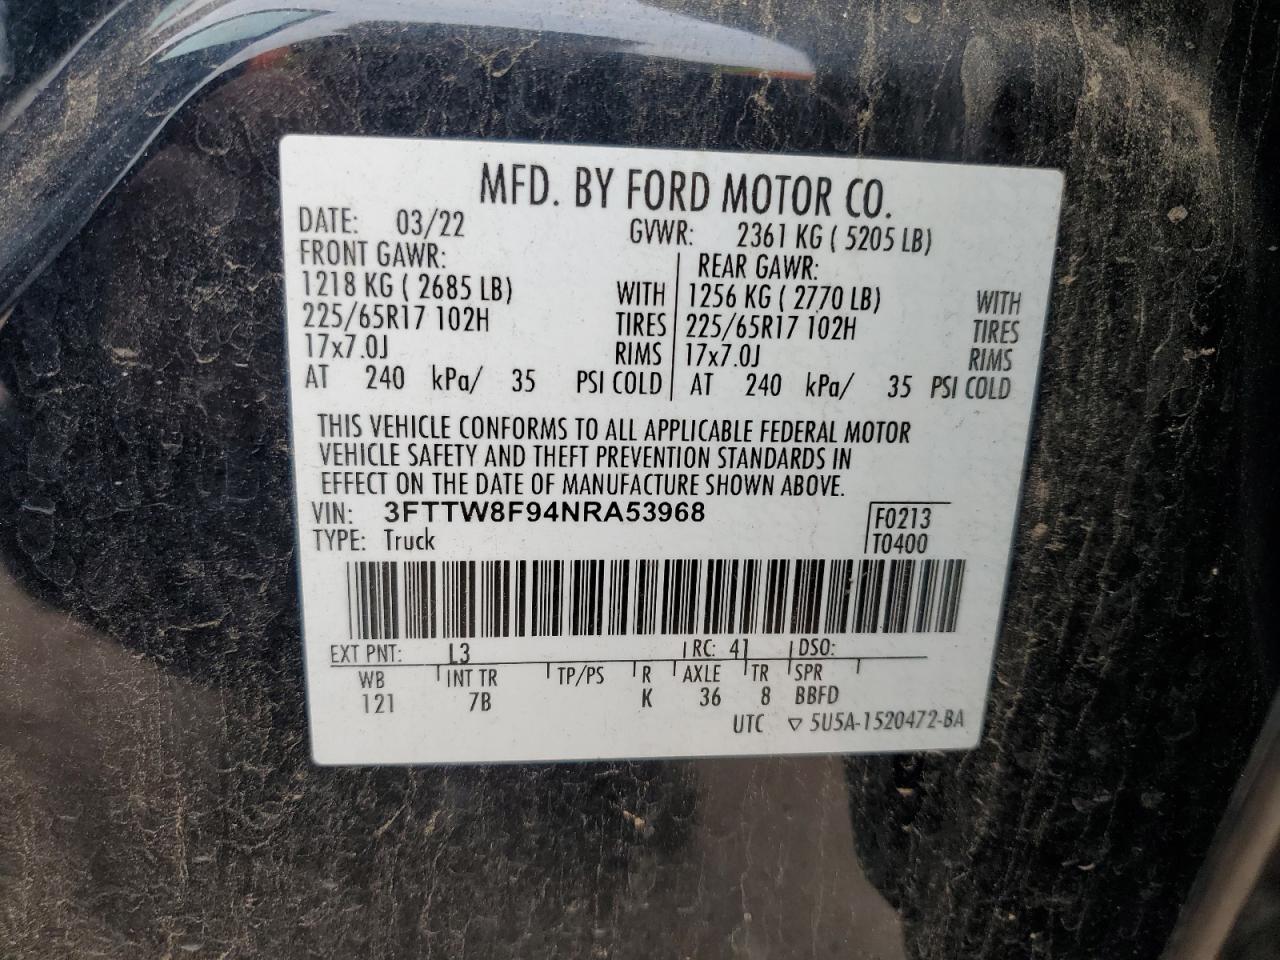 MFD. BY FORD MOTOR CO.
DATE: 03/22 GVWR: 2361 KG ( 5205 LB)
FRONT GAWR: REAR GAWR:
1218 KG ( 2685 LB) WITH 1256 KG ( 2770 LB) WITH
225/65R17 102H TIRES 225/65R17 102H TIRES
17x7.0J RIMS 17x7.0J RIMS
AT 240 kPa/ 35 PSI COLD AT 240 kPa/ 35 PSI COLD
THIS VEHICLE CONFORMS TO ALL APPLICABLE FEDERAL MOTOR
VEHICLE SAFETY AND THEFT PREVENTION STANDARDS IN
EFFECT ON THE DATE OF MANUFACTURE SHOWN ABOVE.
VIN: 3FTTW8F94NRA53968 F0213
TYPE: Truck T0400
EXT PNT: L3 RC: 41 DSO:
WB INT TR TP/PS R AXLE TR SPR
121 7B K 36 8 BBFD
UTC ▽ 5U5A-1520472-BA